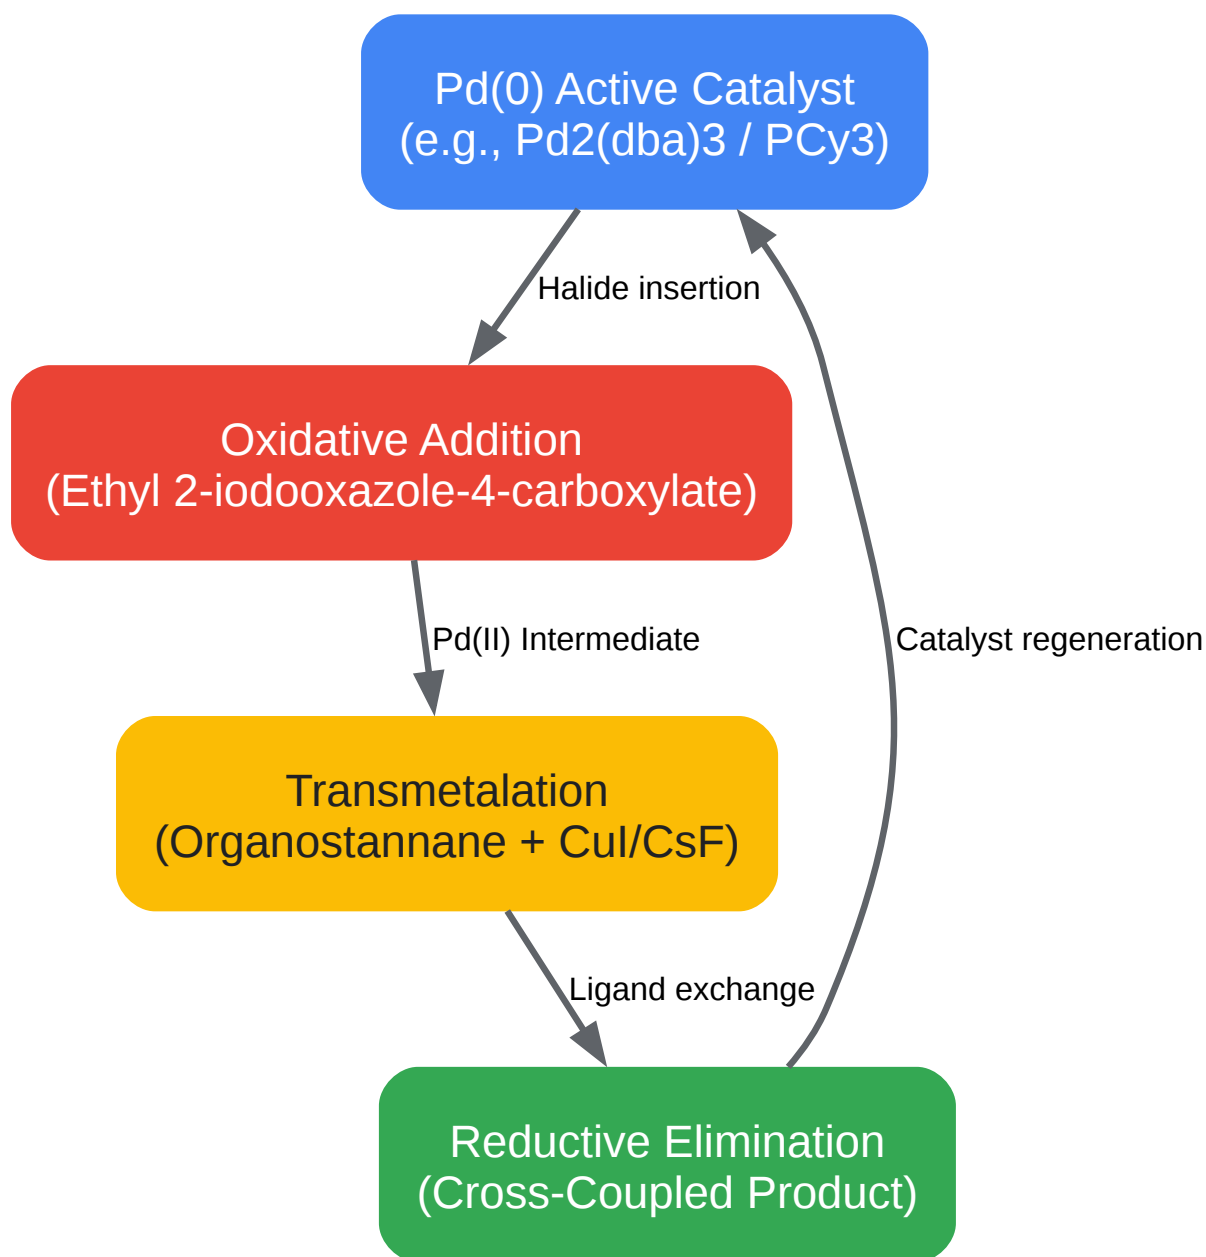 Pd(0) Active Catalyst
(e.g., Pd2(dba)3 / PCy3)
Halide insertion
Oxidative Addition
(Ethyl 2-iodooxazole-4-carboxylate)
Pd(II) Intermediate
Catalyst regeneration
Transmetalation
(Organostannane + CuI/CsF)
Ligand exchange
Reductive Elimination
(Cross-Coupled Product)